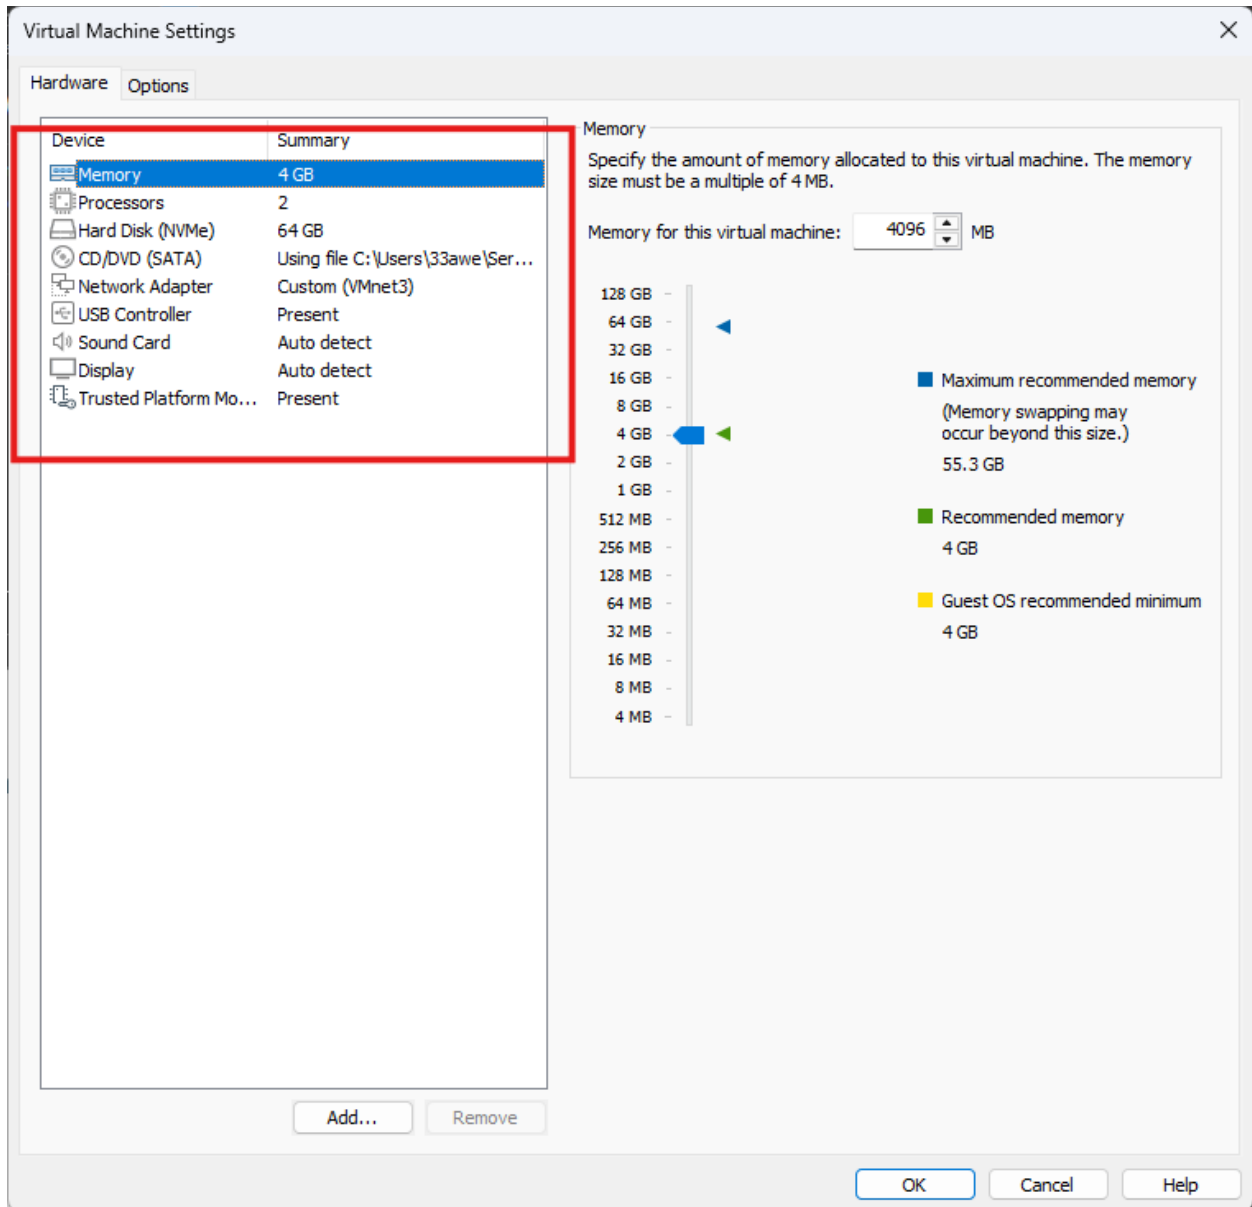 Virtual Machine Settings
Hardware Options
Device Summary
Memory 4 GB
Processors 2
Hard Disk (NVMe) 64 GB
CD/DVD (SATA) Using file C:\Users\33awe\Ser...
Network Adapter Custom (VMnet3)
USB Controller Present
Sound Card Auto detect
Display Auto detect
Trusted Platform Mo... Present
Add... Remove
Memory
Specify the amount of memory allocated to this virtual machine. The memory
size must be a multiple of 4 MB.
Memory for this virtual machine: 4096 MB
128 GB
64 GB
32 GB
16 GB
8 GB
4 GB
2 GB
1 GB
512 MB
256 MB
128 MB
64 MB
32 MB
16 MB
8 MB
4 MB
Maximum recommended memory
(Memory swapping may
occur beyond this size.)
55.3 GB
Recommended memory
4 GB
Guest OS recommended minimum
4 GB
OK Cancel Help